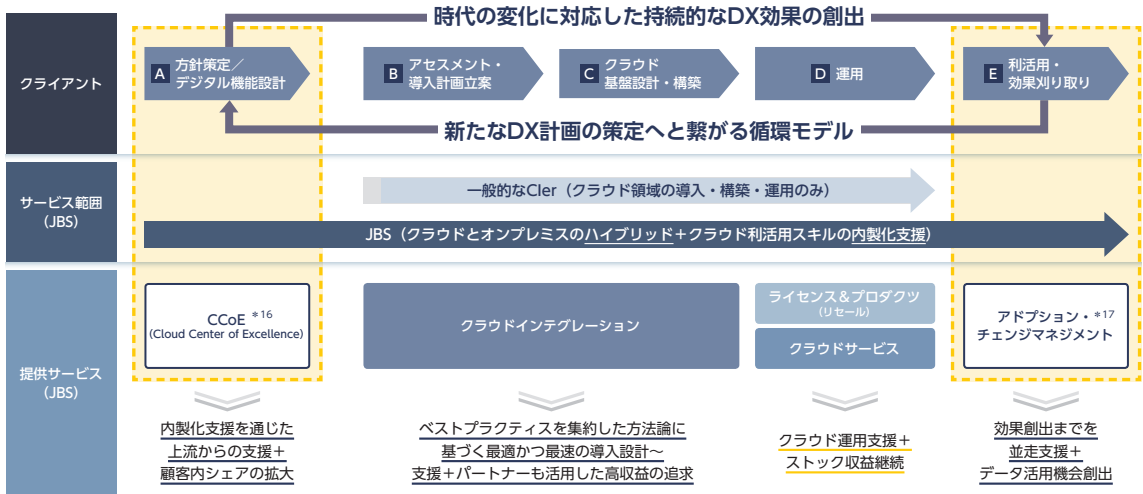 時代の変化に対応した持続的なDX効果の創出
クライアント
A 方針策定／
デジタル機能設計
B アセスメント・
導入計画立案
C クラウド
基盤設計・構築
D 運用
E 利活用・
効果刈り取り
新たなDX計画の策定へと繋がる循環モデル
サービス範囲
(JBS)
一般的なCIer（クラウド領域の導入・構築・運用のみ）
JBS（クラウドとオンプレミスのハイブリッド＋クラウド利活用スキルの内製化支援）
提供サービス
(JBS)
CCoE ＊16
(Cloud Center of Excellence)
クラウドインテグレーション
ライセンス＆プロダクツ
(リセール)
クラウドサービス
アドプション・＊17
チェンジマネジメント
内製化支援を通じた
上流からの支援＋
顧客内シェアの拡大
ベストプラクティスを集約した方法論に
基づく最適かつ最速の導入設計～
支援＋パートナーも活用した高収益の追求
クラウド運用支援＋
ストック収益継続
効果創出までを
並走支援＋
データ活用機会創出